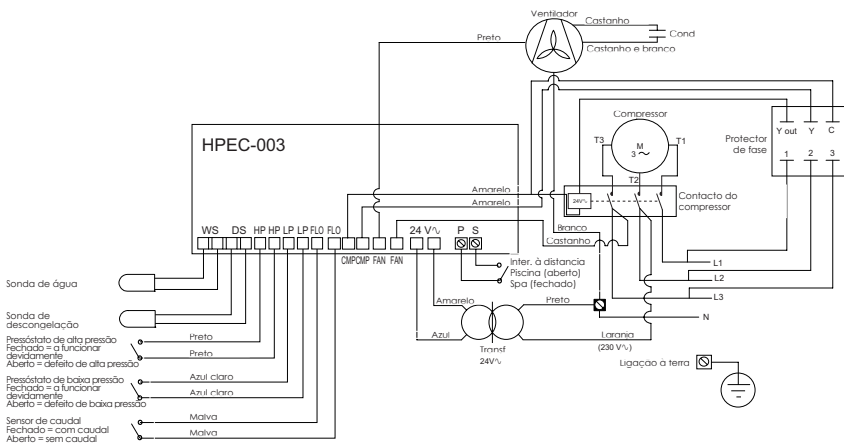 Ventilador
Castanho
Cond
Castanho e branco
Preto
Compressor
T3
M
3 ~
T1
T2
Y out
Y
C
Protector
de fase
1
2
3
HPEC-003
Amarelo
Amarelo
24V∿
Contacto do
compressor
Branco
Castanho
WS
DS
HP
HP
LP
LP
FLO
FLO
CMP
CMP
FAN
FAN
24 V∿
P
S
Inter. à distancia
Piscina (aberto)
Spa (fechado)
L1
L2
L3
N
Sonda de água
Sonda de
descongelação
Amarelo
Preto
Azul
Transf
24V∿
Laranja
(230 V∿)
Ligação à terra
Pressóstato de alta pressão
Fechado = a funcionar
devidamente
Aberto = defeito de alta pressão
Preto
Preto
Pressóstato de baixa pressão
Fechado = a funcionar
devidamente
Aberto = defeito de baixa pressão
Azul claro
Azul claro
Sensor de caudal
Fechado = com caudal
Aberto = sem caudal
Malva
Malva